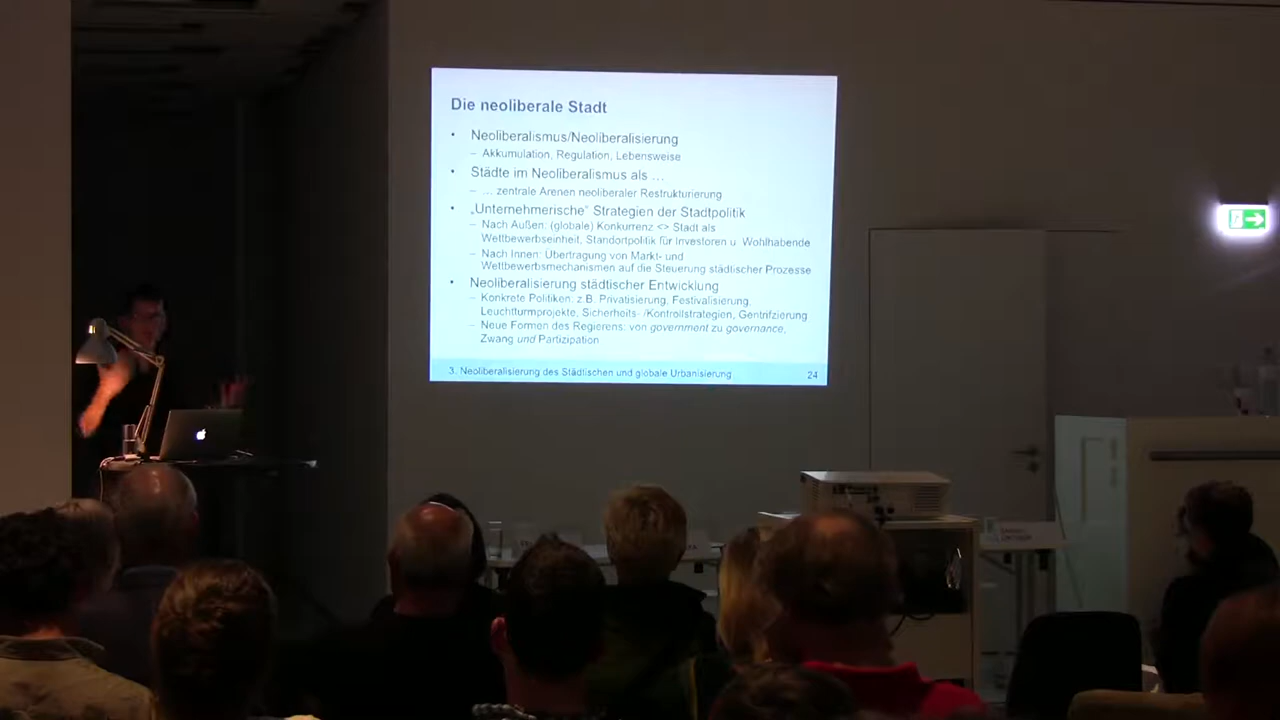 Die neoliberale Stadt
• Neoliberalismus/Neoliberalisierung
– Akkumulation, Regulation, Lebensweise
• Städte im Neoliberalismus als …
– … zentrale Arenen neoliberaler Restrukturierung
• „Unternehmerische“ Strategien der Stadtpolitik
– Nach Außen: (globale) Konkurrenz <> Stadt als
Wettbewerbseinheit, Standortpolitik für Investoren u. Wohlhabende
– Nach Innen: Übertragung von Markt- und
Wettbewerbsmechanismen auf die Steuerung städtischer Prozesse
• Neoliberalisierung städtischer Entwicklung
– Konkrete Politiken: z.B. Privatisierung, Festivalisierung,
Leuchtturmprojekte, Sicherheits- /Kontrollstrategien, Gentrifzierung
– Neue Formen des Regierens: von government zu governance,
Zwang und Partizipation
3. Neoliberalisierung des Städtischen und globale Urbanisierung 24